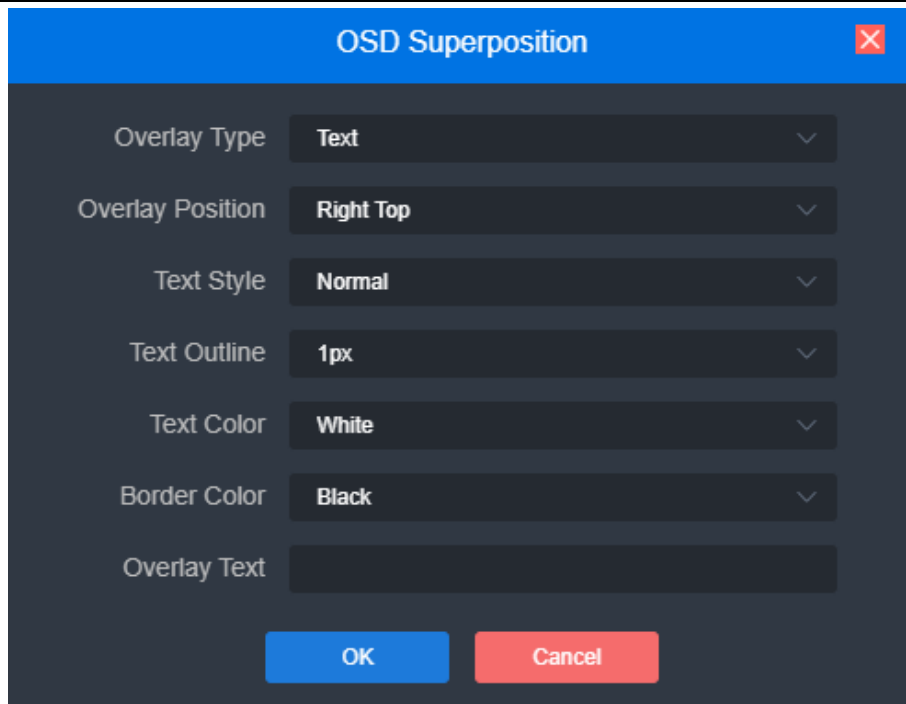 OSD Superposition
Overlay Type Text
Overlay Position Right Top
Text Style Normal
Text Outline 1px
Text Color White
Border Color Black
Overlay Text
OK Cancel